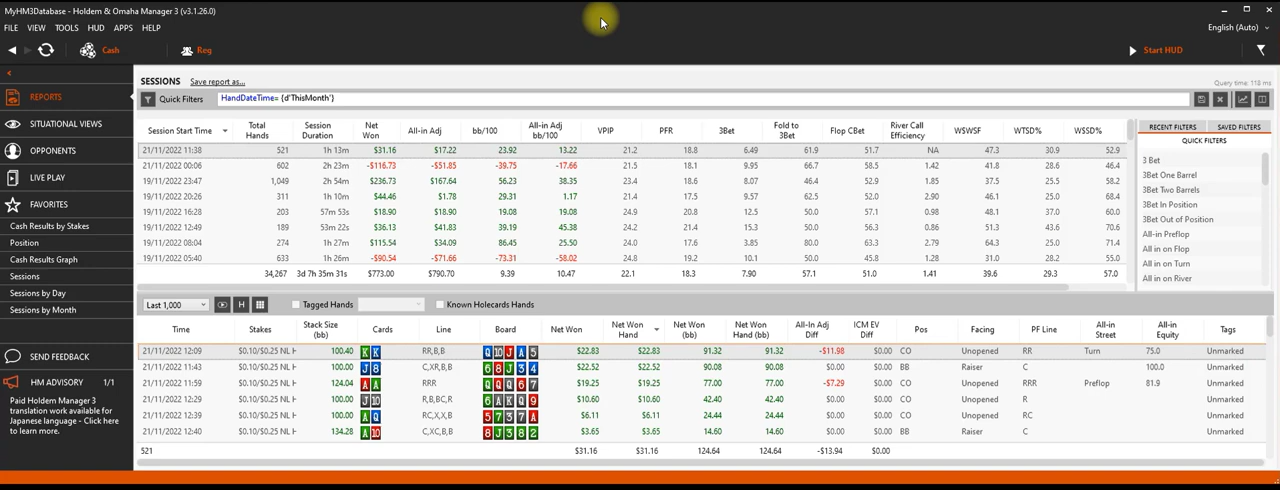 MyHM3Database - Holdem & Omaha Manager 3 (v3.1.26.0)
FILE VIEW TOOLS HUD APPS HELP English (Auto)
Cash Reg Start HUD
REPORTS
SITUATIONAL VIEWS
OPPONENTS
LIVE PLAY
FAVORITES
Cash Results by Stakes
Position
Cash Results Graph
Sessions
Sessions by Day
Sessions by Month
SEND FEEDBACK
HM ADVISORY 1/1
Paid Holdem Manager 3
translation work available for
Japanese language - Click here
to learn more.
SESSIONS Save report as... Query time: 118 ms
Quick Filters HandDateTime= {d'ThisMonth'}
Session Start Time Total Hands Session Duration Net Won All-in Adj bb/100 All-in Adj bb/100 VPIP PFR 3Bet Fold to 3Bet Flop CBet River Call Efficiency W$WSF WTSD% W$SD%
21/11/2022 11:38 521 1h 13m $31.16 $17.22 23.92 13.22 21.2 18.8 6.49 61.9 51.7 NA 47.3 30.9 52.9
21/11/2022 00:06 602 2h 23m -$116.73 -$51.85 -39.75 -17.66 21.5 18.1 9.95 66.7 58.5 1.42 41.8 28.6 46.4
19/11/2022 23:47 1,049 2h 54m $236.73 $167.64 56.23 38.35 23.4 18.6 8.07 46.4 52.9 1.85 37.5 25.5 58.2
19/11/2022 20:26 311 1h 10m $44.46 $1.78 29.31 1.17 21.4 17.5 9.57 62.5 52.0 2.90 46.1 25.0 68.4
19/11/2022 16:28 203 57m 53s $18.90 $18.90 19.08 19.08 24.9 20.8 12.5 50.0 57.1 0.98 48.1 37.0 60.0
19/11/2022 12:49 189 53m 22s $36.13 $41.83 39.19 45.38 24.2 21.4 15.3 50.0 56.3 0.86 51.3 43.6 70.6
19/11/2022 08:04 274 1h 27m $115.54 $34.09 86.45 25.50 24.0 17.6 3.85 80.0 63.3 2.79 64.3 25.0 71.4
19/11/2022 05:40 633 1h 26m -$90.54 -$71.66 -73.31 -58.02 24.8 19.2 10.1 50.0 45.8 1.28 31.0 28.2 55.0
34,267 3d 7h 35m 31s $773.00 $790.70 9.39 10.47 22.1 18.3 7.90 57.1 51.0 1.41 39.6 29.3 57.0
RECENT FILTERS SAVED FILTERS
QUICK FILTERS
3 Bet
3Bet One Barrel
3Bet Two Barrels
3Bet In Position
3Bet Out of Position
All-in Preflop
All in on Flop
All in on Turn
All in on River
Last 1,000 H Tagged Hands Known Holecards Hands
Time Stakes Stack Size (bb) Cards Line Board Net Won Net Won Hand Net Won (bb) Net Won Hand (bb) All-In Adj Diff ICM EV Diff Pos Facing PF Line All-in Street All-in Equity Tags
21/11/2022 12:09 $0.10/$0.25 NL H 100.40 K K RR,B,B Q 10 J A 5 $22.83 $22.83 91.32 91.32 -$11.98 $0.00 CO Unopened RR Turn 75.0 Unmarked
21/11/2022 11:43 $0.10/$0.25 NL H 100.00 J 8 C,XR,B,B 6 8 J 3 4 $22.52 $22.52 90.08 90.08 $0.00 $0.00 BB Raiser C 100.0 Unmarked
21/11/2022 11:59 $0.10/$0.25 NL H 124.04 A A RRR Q Q Q 6 7 $19.25 $19.25 77.00 77.00 -$7.29 $0.00 CO Unopened RRR Preflop 81.9 Unmarked
21/11/2022 12:29 $0.10/$0.25 NL H 100.00 J 10 R,B,BC,R 6 A K Q 9 $10.60 $10.60 42.40 42.40 $0.00 $0.00 CO Unopened R Unmarked
21/11/2022 12:39 $0.10/$0.25 NL H 100.00 A Q RC,X,X,B 5 7 3 7 A $6.11 $6.11 24.44 24.44 $0.00 $0.00 CO Unopened RC Unmarked
21/11/2022 12:40 $0.10/$0.25 NL H 134.28 A 10 C,XC,B,B 8 J 3 8 2 $3.65 $3.65 14.60 14.60 $0.00 $0.00 BB Raiser C Unmarked
521 $31.16 $31.16 124.64 124.64 -$13.94 $0.00